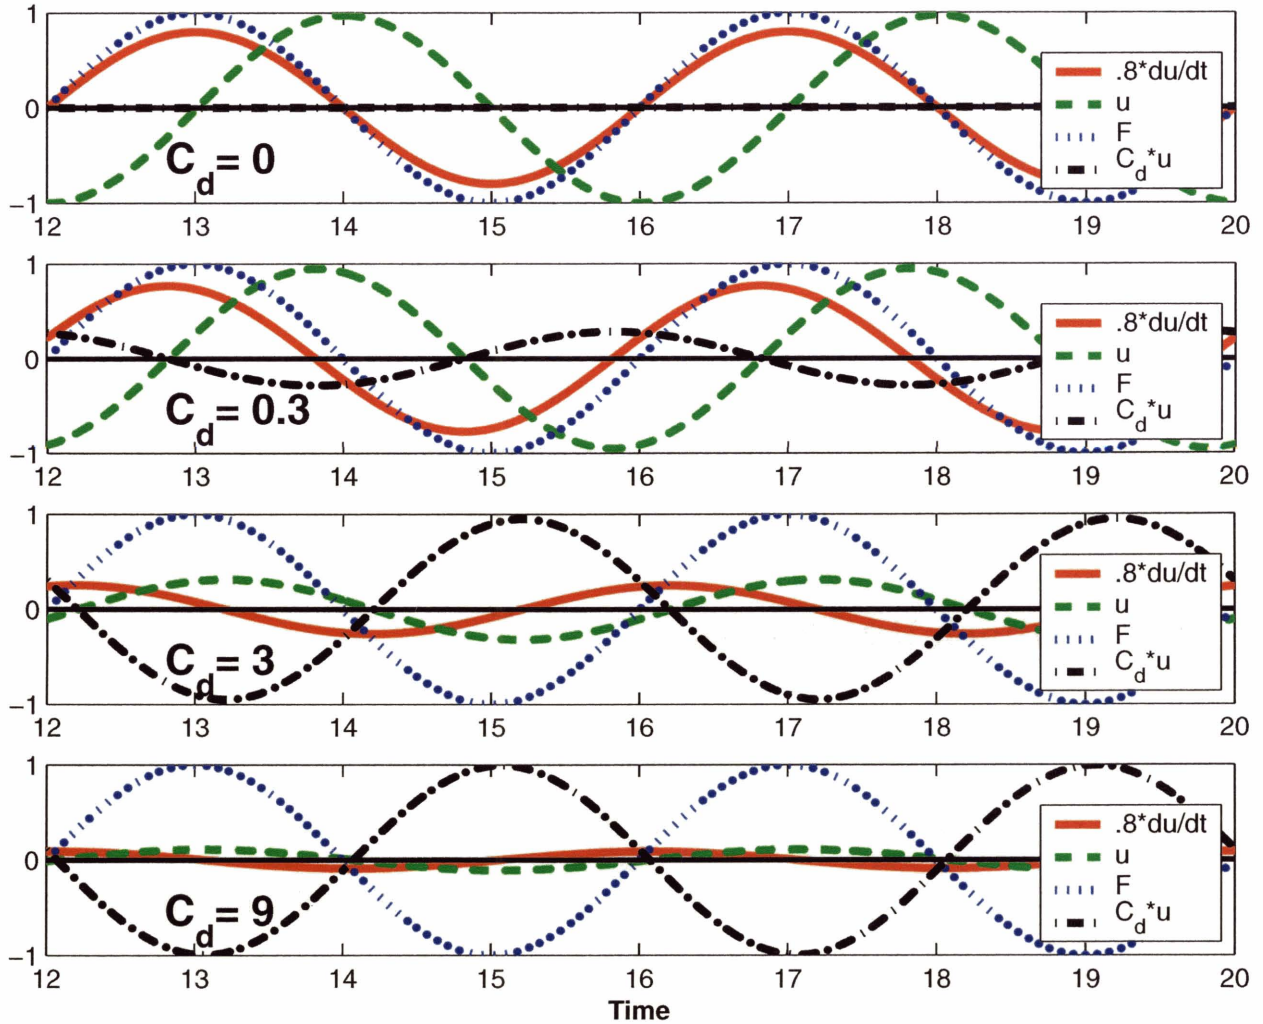 1
0
−1
12 13 14 15 16 17 18 19 20
C_d = 0
.8*du/dt
u
F
C_d*u
1
0
−1
12 13 14 15 16 17 18 19 20
C_d = 0.3
.8*du/dt
u
F
C_d*u
1
0
−1
12 13 14 15 16 17 18 19 20
C_d = 3
.8*du/dt
u
F
C_d*u
1
0
−1
12 13 14 15 16 17 18 19 20
C_d = 9
.8*du/dt
u
F
C_d*u
Time